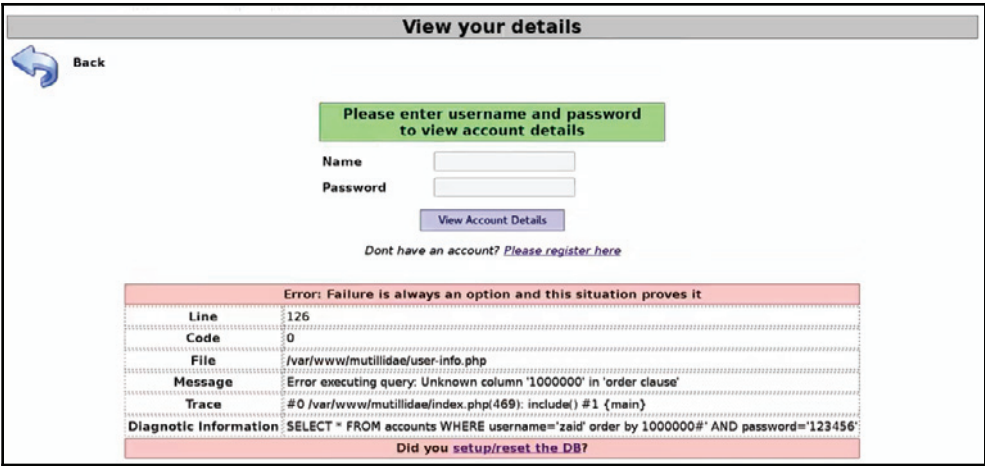 View your details
Back
Please enter username and password
to view account details
Name
Password
View Account Details
Dont have an account? Please register here
Error: Failure is always an option and this situation proves it
Line 126
Code 0
File /var/www/mutillidae/user-info.php
Message Error executing query: Unknown column '1000000' in 'order clause'
Trace #0 /var/www/mutillidae/index.php(469): include() #1 {main}
Diagnostic Information SELECT * FROM accounts WHERE username='zaid' order by 1000000#' AND password='123456'
Did you setup/reset the DB?